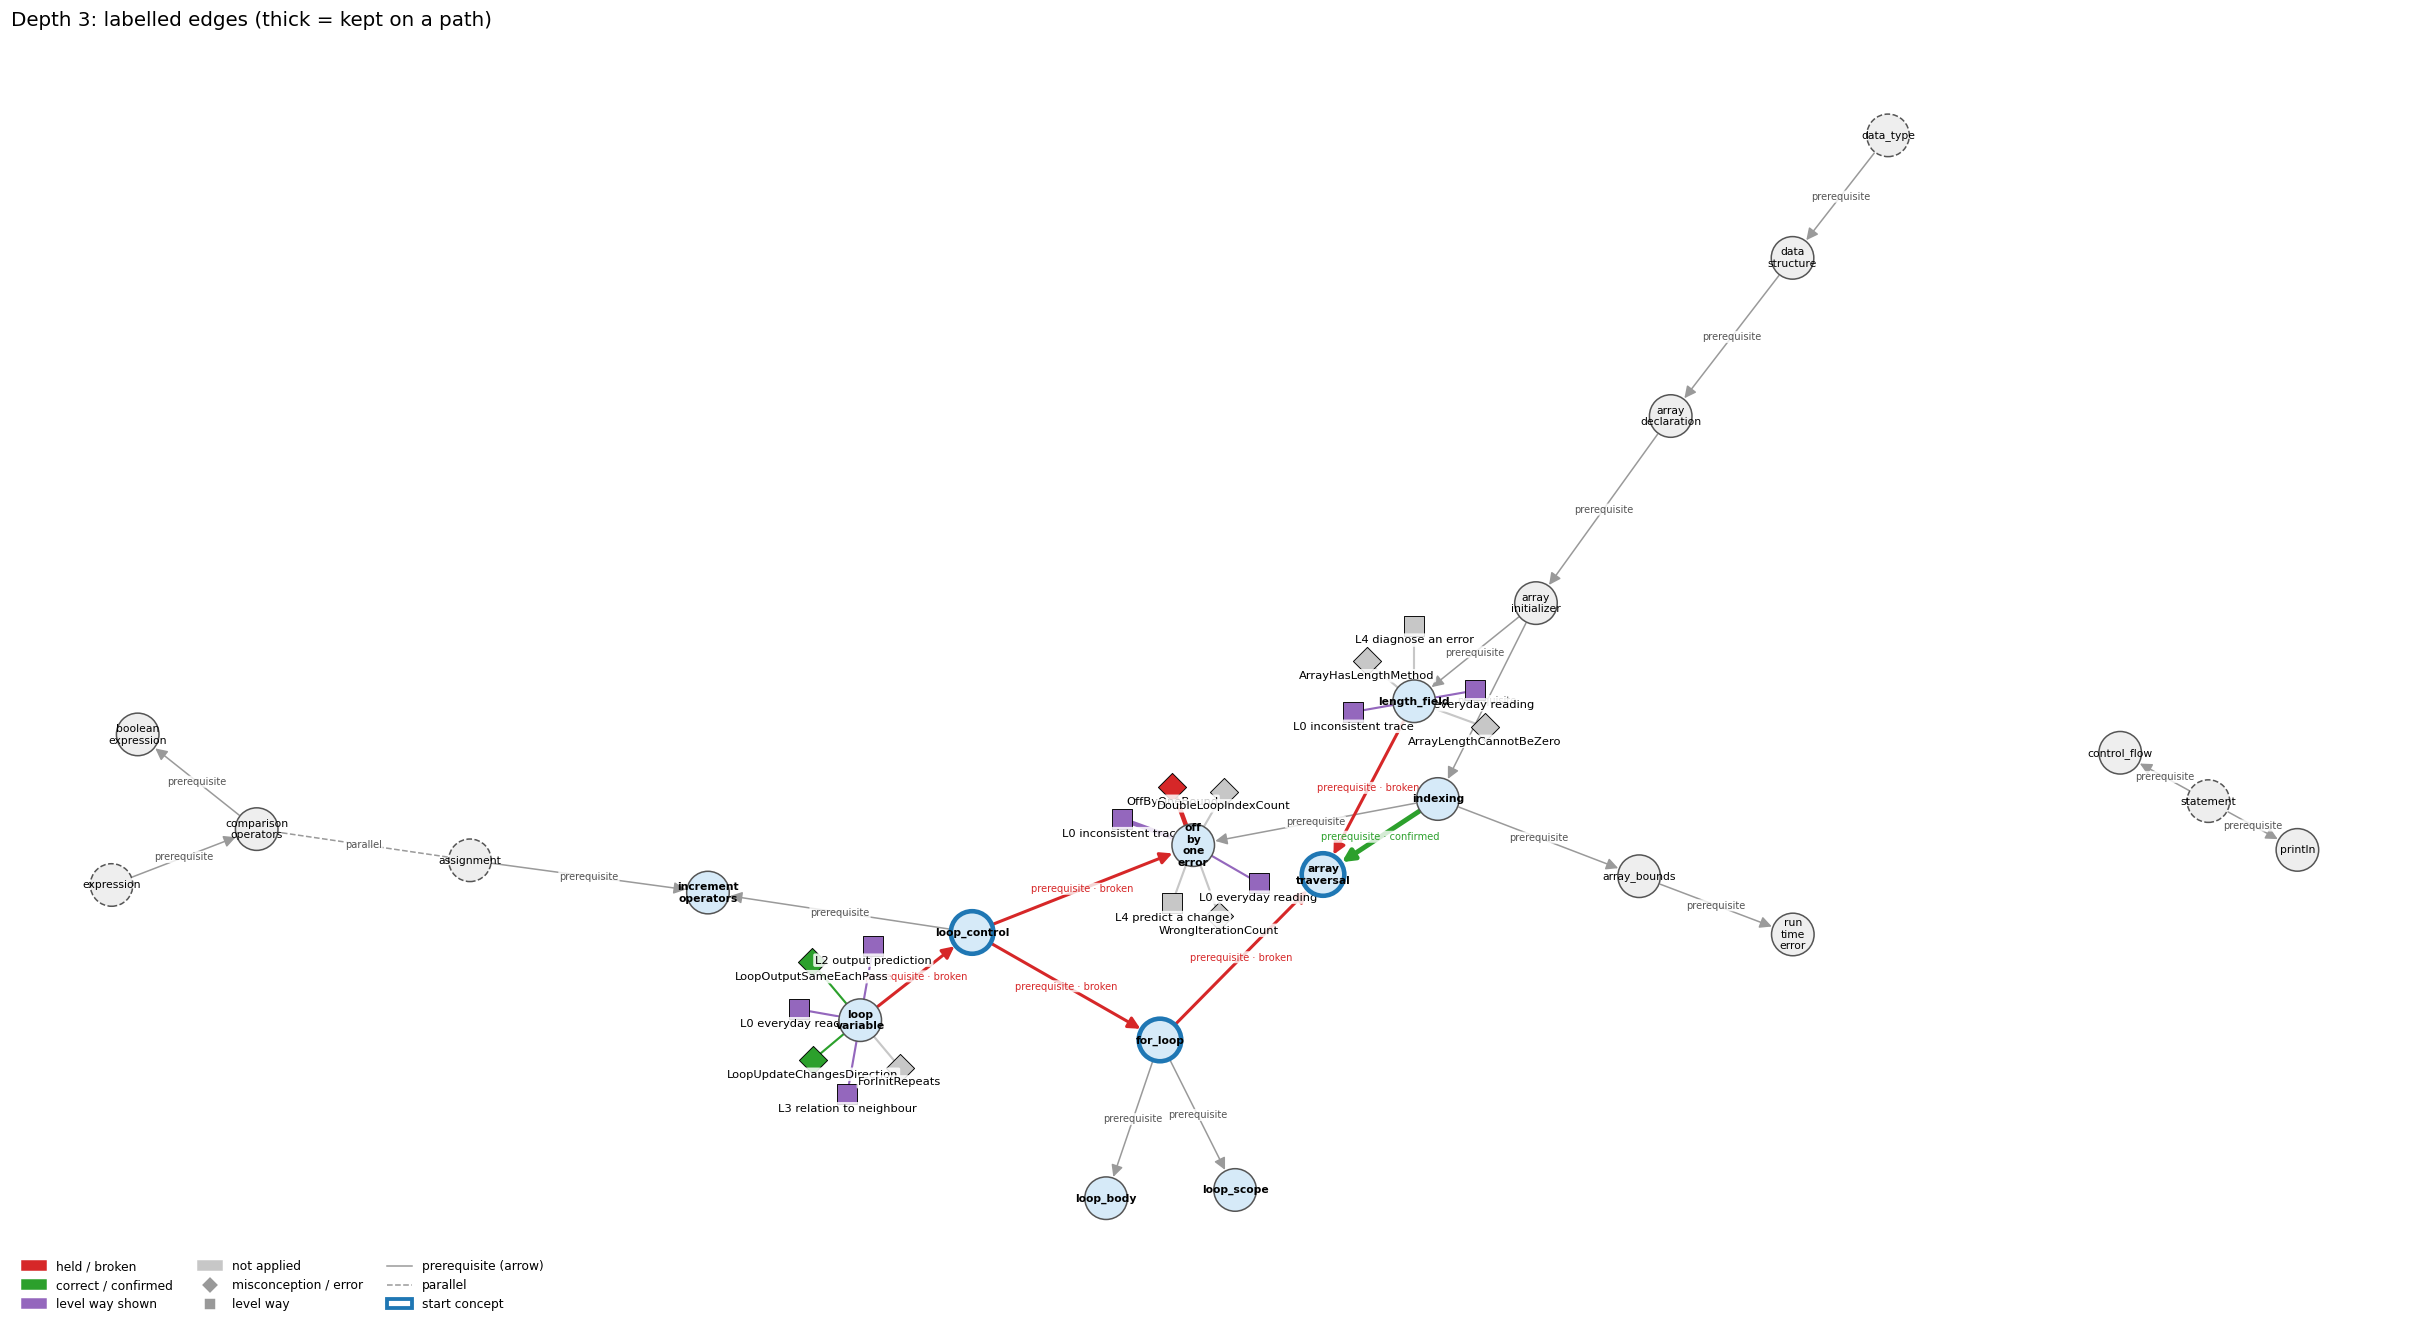 Depth 3: labelled edges (thick = kept on a path)
data_type
prerequisite
data
structure
prerequisite
array
declaration
prerequisite
array
initializer
L4 diagnose an error
prerequisite
ArrayHasLengthMethod
length_field
everyday reading
L0 inconsistent trace
ArrayLengthCannotBeZero
boolean
expression
control_flow
prerequisite
statement
prerequisite
println
prerequisite
prerequisite · broken
indexing
DoubleLoopIndexCount
prerequisite
comparison
operators
L0 inconsistent trac
off
by
one
error
prerequisite · confirmed
prerequisite
parallel
prerequisite
assignment
array
traversal
array_bounds
expression
prerequisite
increment
operators
prerequisite · broken
L0 everyday reading
prerequisite
prerequisite
L4 predict a change
WrongIterationCount
run
time
error
loop_control
L2 output prediction
prerequisite · broken
LoopOutputSameEachPass
quisite · broken
prerequisite · broken
L0 everyday read
loop
variable
for_loop
LoopUpdateChangesDirection
ForInitRepeats
L3 relation to neighbour
prerequisite
prerequisite
loop_body
loop_scope
held / broken
correct / confirmed
level way shown
not applied
misconception / error
level way
prerequisite (arrow)
parallel
start concept